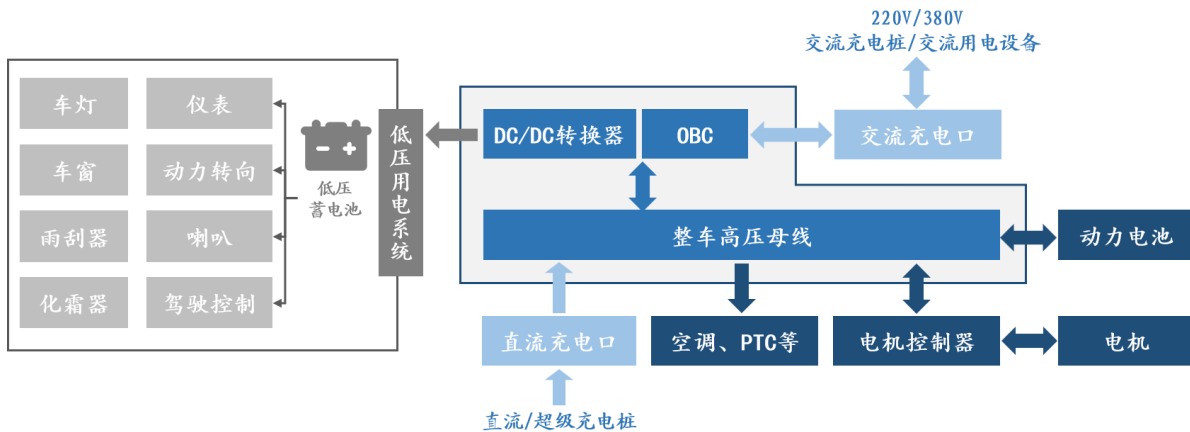 220V/380V
交流充电桩/交流用电设备
车灯
仪表
车窗
动力转向
雨刮器
喇叭
化霜器
驾驶控制
低压
蓄电池
低压用电系统
DC/DC转换器
OBC
交流充电口
整车高压母线
动力电池
直流充电口
空调、PTC等
电机控制器
电机
直流/超级充电桩